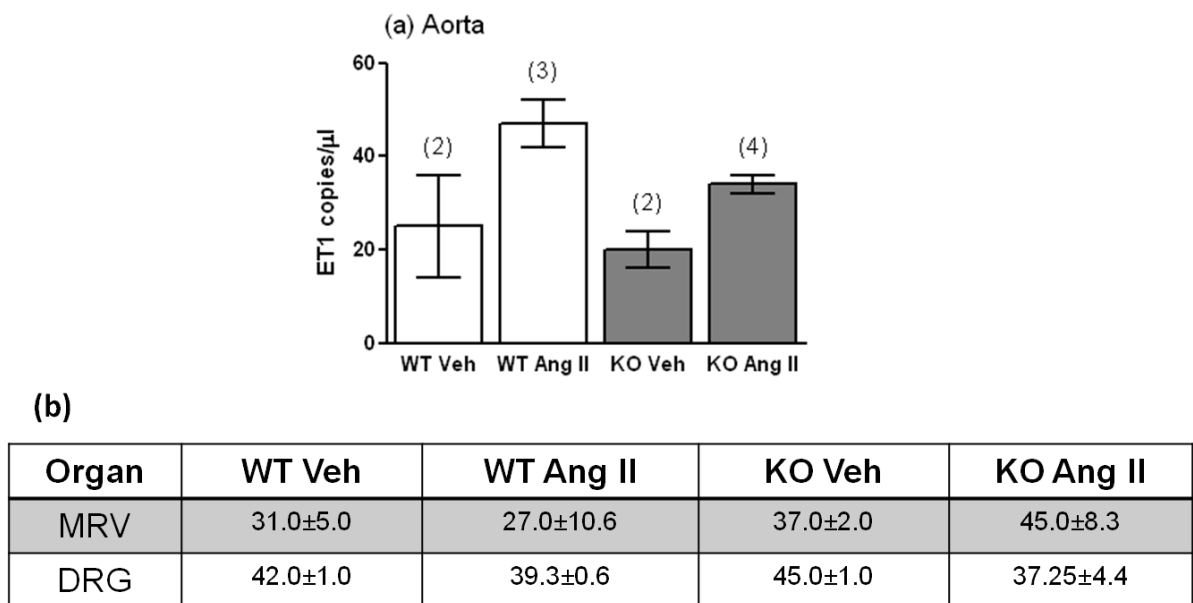 (a) Aorta
60
40
20
0
ET1 copies/µl
(2)
(3)
(2)
(4)
WT Veh WT Ang II KO Veh KO Ang II
(b)
Organ WT Veh WT Ang II KO Veh KO Ang II
MRV 31.0±5.0 27.0±10.6 37.0±2.0 45.0±8.3
DRG 42.0±1.0 39.3±0.6 45.0±1.0 37.25±4.4